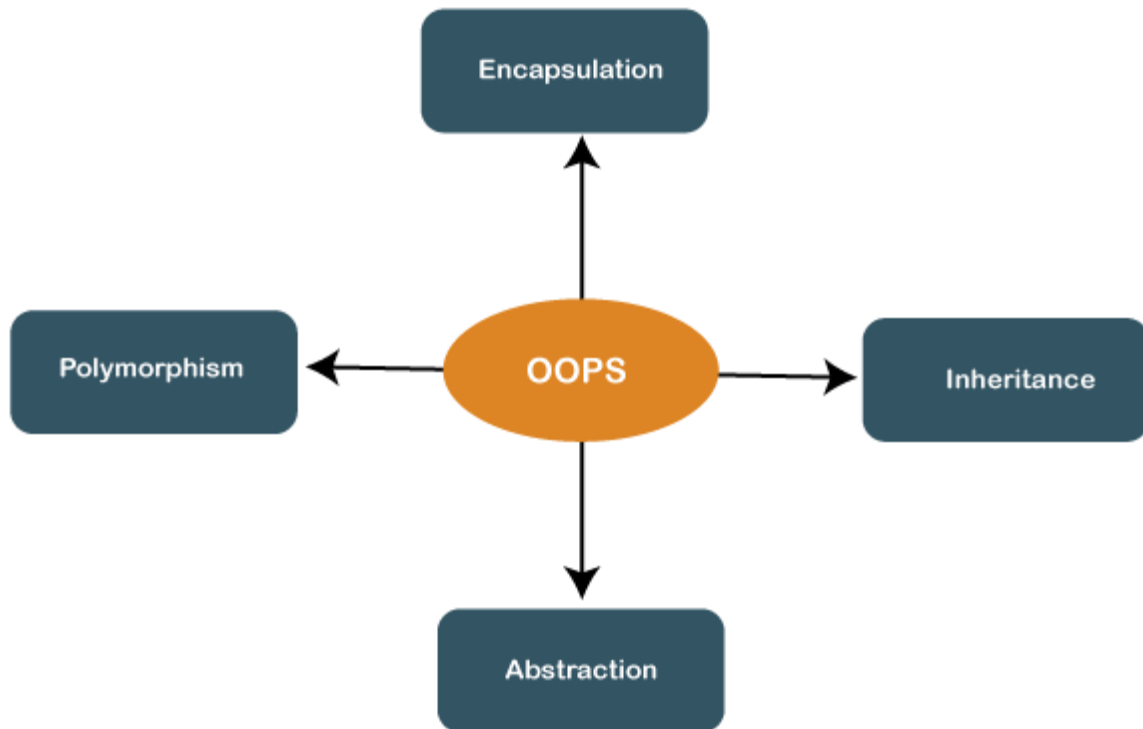 Encapsulation
Polymorphism
OOPS
Inheritance
Abstraction